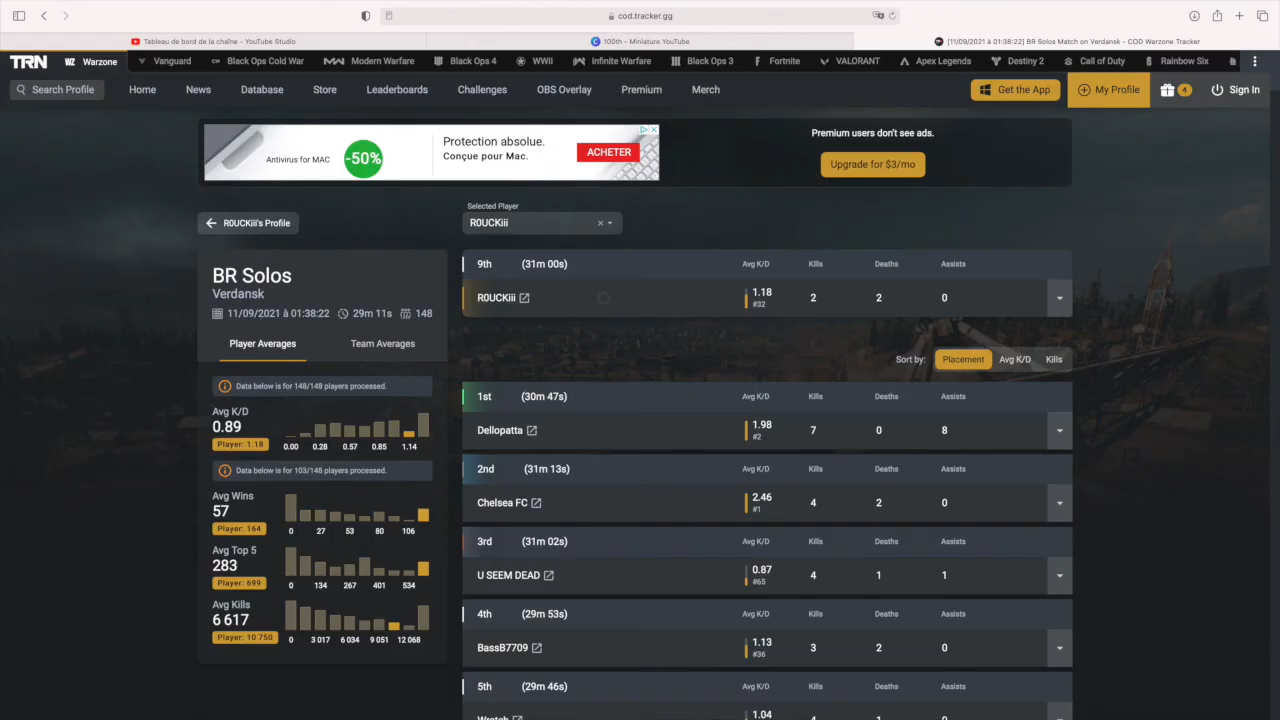 cod.tracker.gg
Tableau de bord de la chaîne - YouTube Studio
100th - Miniature YouTube
[11/09/2021 à 01:38:22] BR Solos Match on Verdansk - COD Warzone Tracker
TRN Warzone Vanguard Black Ops Cold War Modern Warfare Black Ops 4 WWII Infinite Warfare Black Ops 3 Fortnite VALORANT Apex Legends Destiny 2 Call of Duty Rainbow Six
Search Profile Home News Database Store Leaderboards Challenges OBS Overlay Premium Merch Get the App My Profile 4 Sign In
Antivirus for MAC -50%
Protection absolue.
Conçue pour Mac.
ACHETER
Premium users don't see ads.
Upgrade for $3/mo
R0UCKiii's Profile
Selected Player
R0UCKiii
BR Solos
Verdansk
11/09/2021 à 01:38:22 29m 11s 148
Player Averages Team Averages
Data below is for 148/148 players processed.
Avg K/D
0.89
Player: 1.18
0.00 0.28 0.57 0.85 1.14
Data below is for 103/148 players processed.
Avg Wins
57
Player: 164
0 27 53 80 106
Avg Top 5
283
Player: 699
0 134 267 401 534
Avg Kills
6 617
Player: 10 750
0 3 017 6 034 9 051 12 068
9th (31m 00s) Avg K/D Kills Deaths Assists
R0UCKiii 1.18 #32 2 2 0
Sort by: Placement Avg K/D Kills
1st (30m 47s) Avg K/D Kills Deaths Assists
Dellopatta 1.98 #2 7 0 8
2nd (31m 13s) Avg K/D Kills Deaths Assists
Chelsea FC 2.46 #1 4 2 0
3rd (31m 02s) Avg K/D Kills Deaths Assists
U SEEM DEAD 0.87 #65 4 1 1
4th (29m 53s) Avg K/D Kills Deaths Assists
BassB7709 1.13 #36 3 2 0
5th (29m 46s) Avg K/D Kills Deaths Assists
1.04